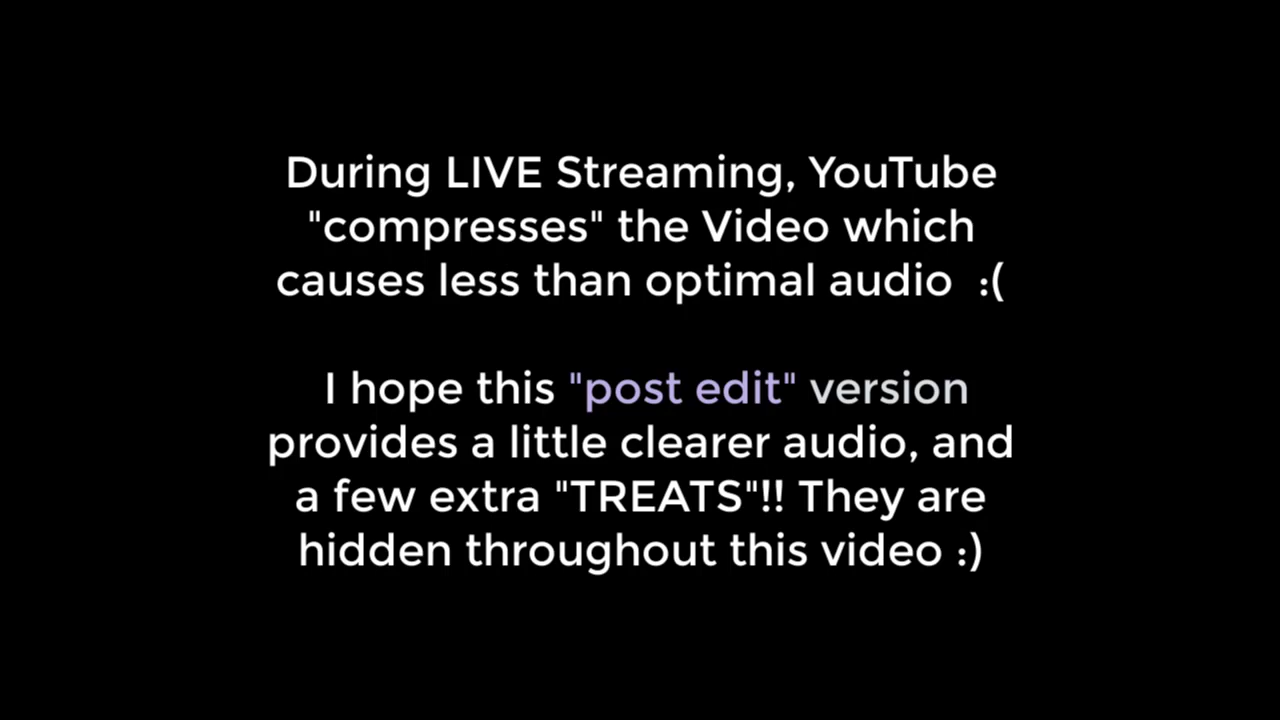 During LIVE Streaming, YouTube
"compresses" the Video which
causes less than optimal audio  :(
I hope this "post edit" version
provides a little clearer audio, and
a few extra "TREATS"!! They are
hidden throughout this video :)